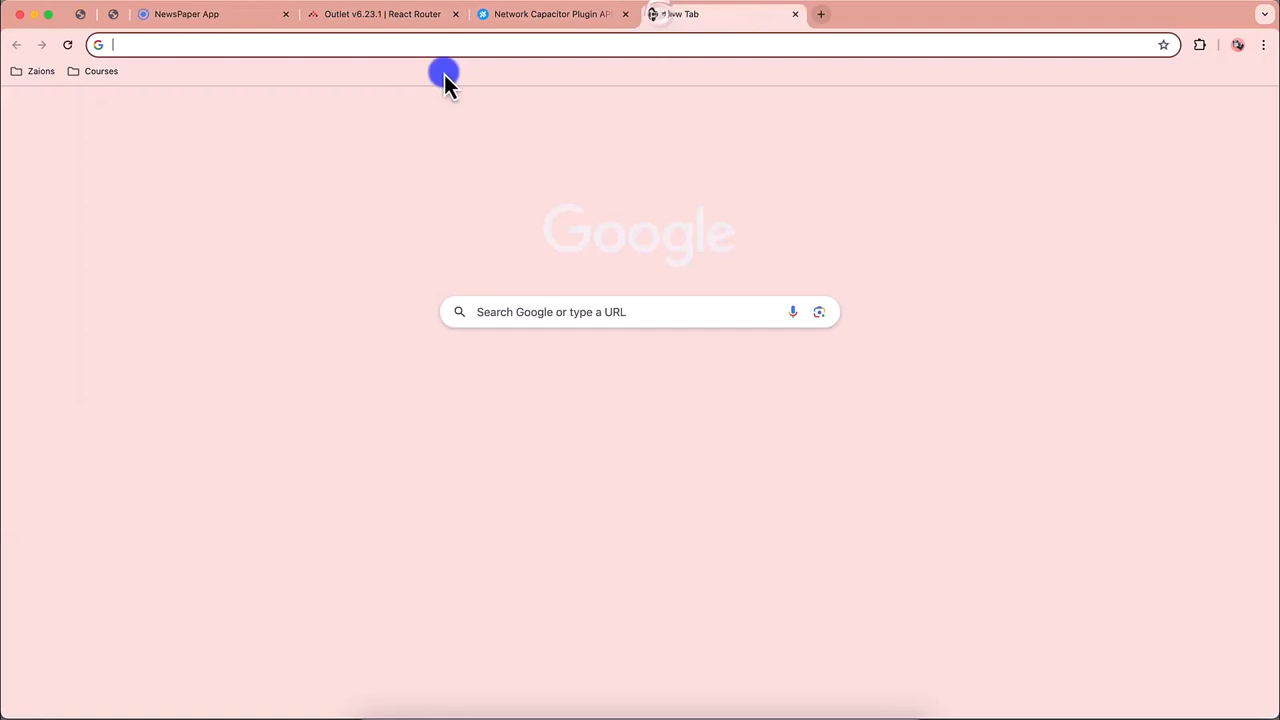 NewsPaper App
Outlet v6.23.1 | React Router
Network Capacitor Plugin AP
Tab
Zaions
Courses
Google
Search Google or type a URL